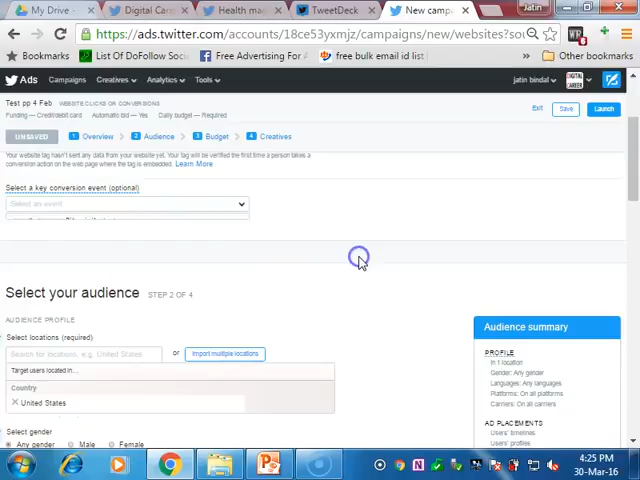 My Drive -
Digital Car
Health ma
TweetDeck
New camp
Jatin
https://ads.twitter.com/accounts/18ce53yxmjz/campaigns/new/websites?so
Bookmarks
List Of DoFollow Soci
Free Advertising For A
free bulk email id list
Other bookmarks
Ads
Campaigns
Creatives
Analytics
Tools
jatin bindal
DIGITAL CAREER
Test pp 4 Feb
WEBSITE CLICKS OR CONVERSIONS
Funding — Credit/debit card
Automatic bid — Yes
Daily budget — Required
Exit
Save
Launch
UNSAVED
1 Overview
2 Audience
3 Budget
4 Creatives
Your website tag hasn't sent any data from your website yet. Your tag will be verified the first time a person takes a
conversion action on the web page where the tag is embedded. Learn More
Select a key conversion event (optional)
Select an event
Select your audience STEP 2 OF 4
AUDIENCE PROFILE
Select locations (required)
Search for locations, e.g. United States
or
Import multiple locations
Target users located in...
Country
United States
Select gender
Any gender
Male
Female
Audience summary
PROFILE
In 1 location
Gender: Any gender
Languages: Any languages
Platforms: On all platforms
Carriers: On all carriers
AD PLACEMENTS
Users' timelines
Users' profiles
4:25 PM
30-Mar-16